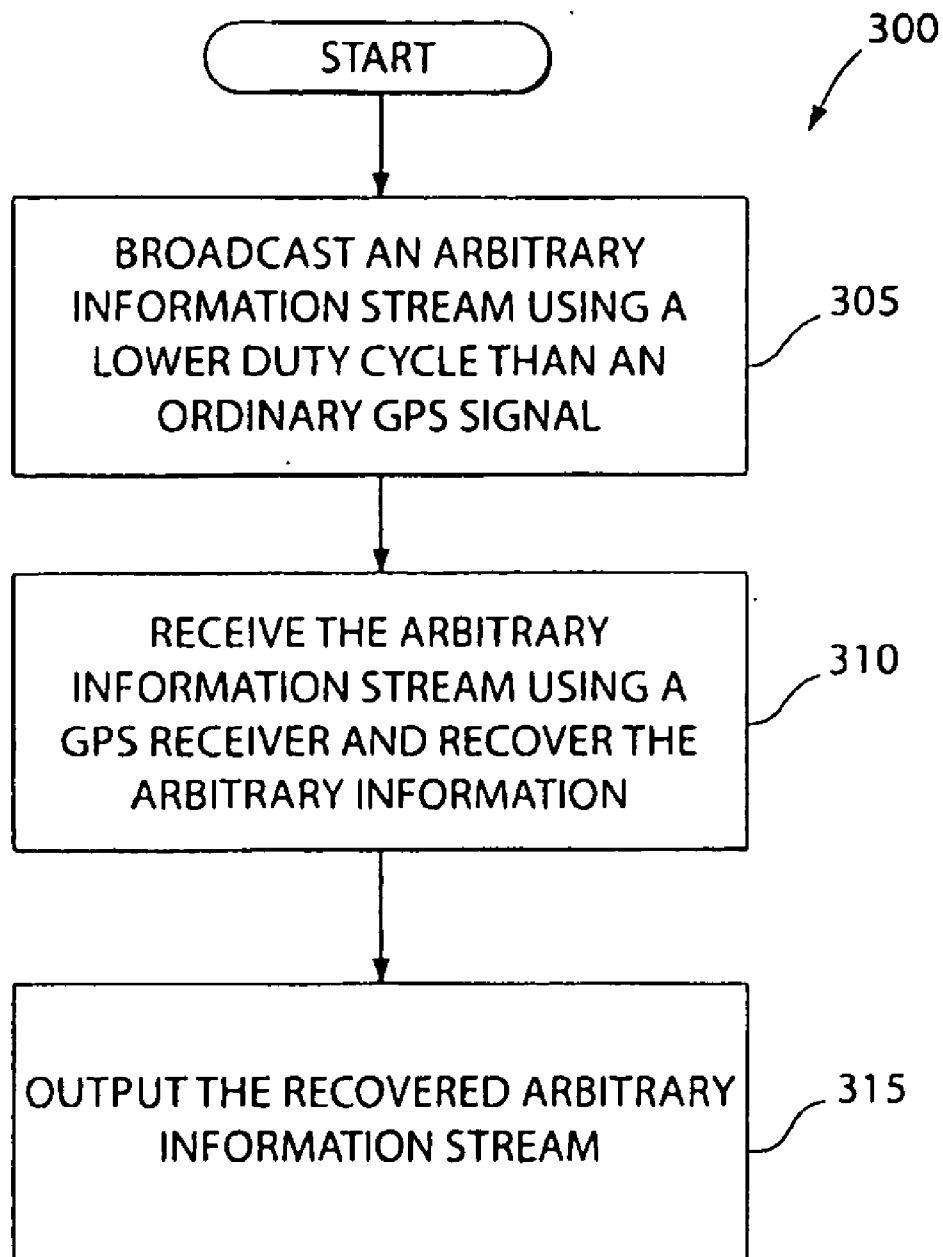 300
START
BROADCAST AN ARBITRARY
INFORMATION STREAM USING A
LOWER DUTY CYCLE THAN AN
ORDINARY GPS SIGNAL
305
RECEIVE THE ARBITRARY
INFORMATION STREAM USING A
GPS RECEIVER AND RECOVER THE
ARBITRARY INFORMATION
310
OUTPUT THE RECOVERED ARBITRARY
INFORMATION STREAM
315